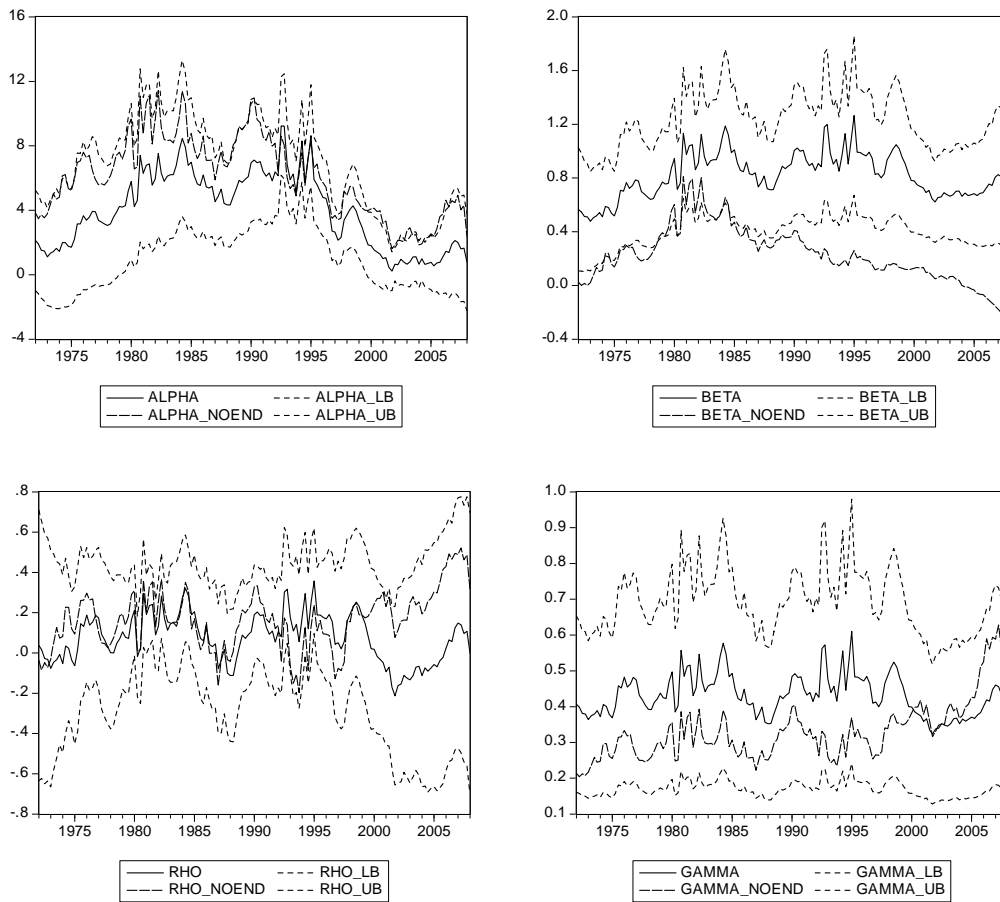 16
12
8
4
0
-4
1975 1980 1985 1990 1995 2000 2005
ALPHA ALPHA_LB
ALPHA_NOEND ALPHA_UB
2.0
1.6
1.2
0.8
0.4
0.0
-0.4
1975 1980 1985 1990 1995 2000 2005
BETA BETA_LB
BETA_NOEND BETA_UB
.8
.6
.4
.2
.0
-.2
-.4
-.6
-.8
1975 1980 1985 1990 1995 2000 2005
RHO RHO_LB
RHO_NOEND RHO_UB
1.0
0.9
0.8
0.7
0.6
0.5
0.4
0.3
0.2
0.1
1975 1980 1985 1990 1995 2000 2005
GAMMA GAMMA_LB
GAMMA_NOEND GAMMA_UB